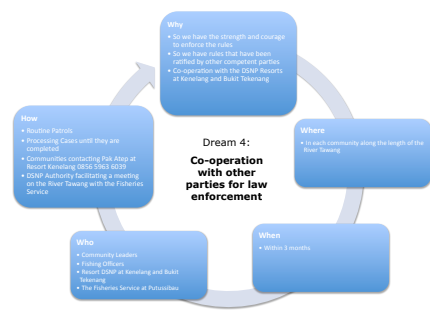 Why
• So we have the strength and courage
to enforce the rules
• So we have rules that have been
ratified by other competent parties
• Co-operation with the DSNP Resorts
at Kenelang and Bukit Tekenang
Where
• In each community along the length of the
River Tawang
When
• Within 3 months
Who
• Community Leaders
• Fishing Officers
• Resort DSNP at Kenelang and Bukit
Tekenang
• The Fisheries Service at Putussibau
How
• Routine Patrols
• Processing Cases until they are
completed
• Communities contacting Pak Atep at
Resort Kenelang 0856 5963 6039
• DSNP Authority facilitating a meeting
on the River Tawang with the Fisheries
Service
Dream 4:
Co-operation
with other
parties for law
enforcement